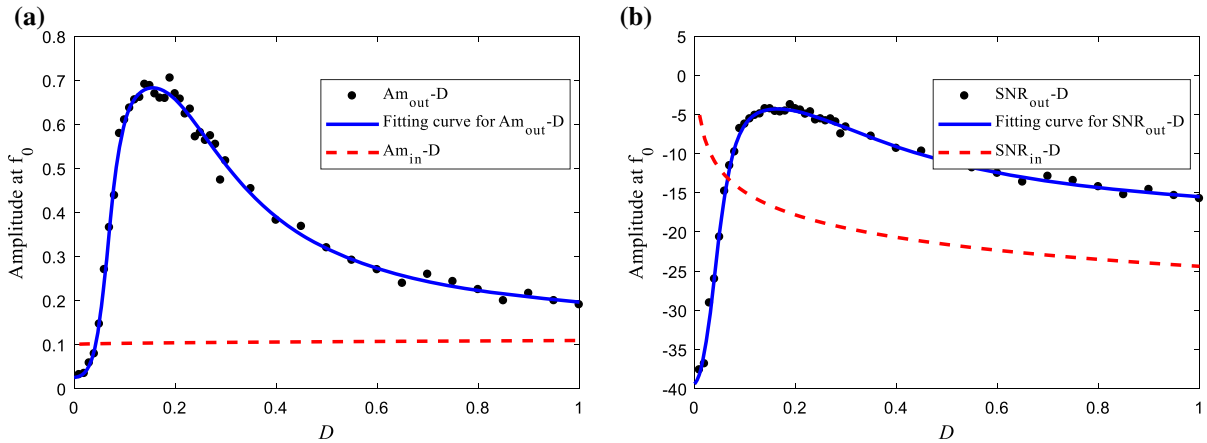 (a)
Amplitude at f0
0.8
0.7
0.6
0.5
0.4
0.3
0.2
0.1
0
Amout-D
Fitting curve for Amout-D
Amin-D
0 0.2 0.4 0.6 0.8 1
D
(b)
Amplitude at f0
5
0
-5
-10
-15
-20
-25
-30
-35
-40
SNRout-D
Fitting curve for SNRout-D
SNRin-D
0 0.2 0.4 0.6 0.8 1
D